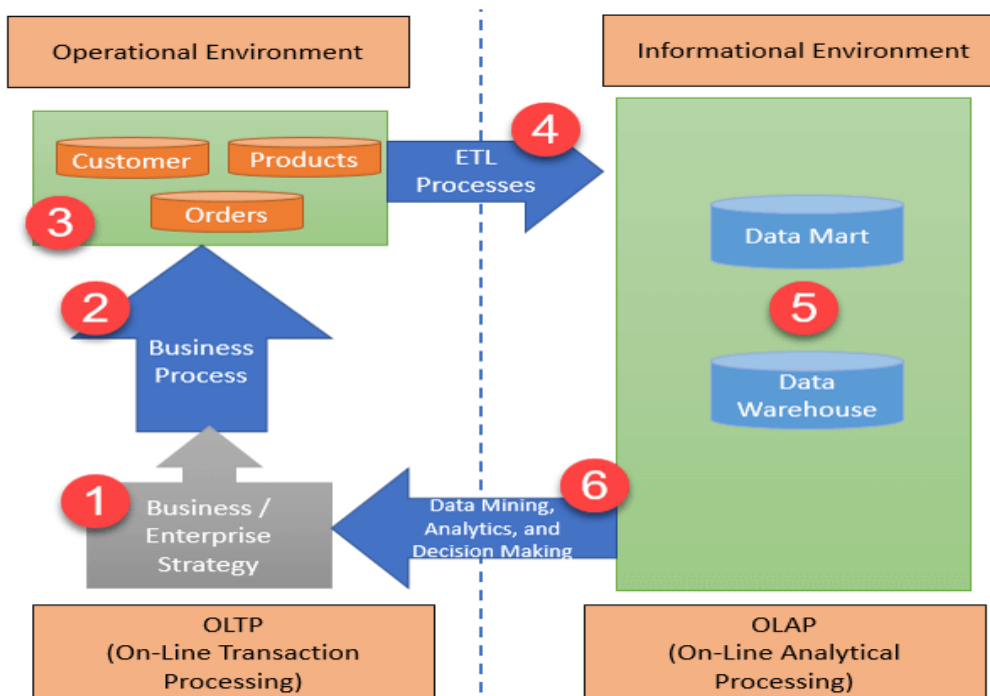 Operational Environment
Informational Environment
Customer
Products
Orders
3
4
ETL
Processes
Data Mart
5
Data
Warehouse
2
Business
Process
1
Business /
Enterprise
Strategy
6
Data Mining,
Analytics, and
Decision Making
OLTP
(On-Line Transaction
Processing)
OLAP
(On-Line Analytical
Processing)